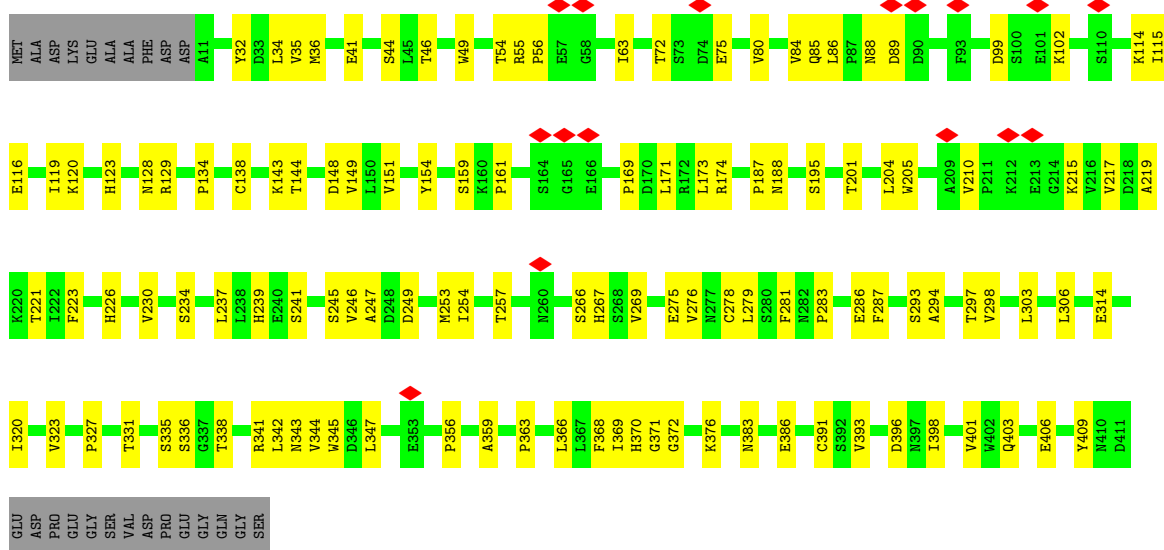 MET ALA ASP LYS GLU ALA ALA PHE ASP ASP A11 Y32 D33 L34 V35 M36 E41 S44 L45 T46 W49 T54 R55 P56 E57 G58 I63 T72 S73 D74 E75 V80 V84 Q85 L86 P87 N88 D89 D90 F93 D99 S100 E101 K102 S110 K114 I115
E116 I119 K120 H123 N128 R129 P134 C138 K143 T144 D148 V149 L150 V151 Y154 S159 K160 P161 S164 G165 E166 P169 D170 L171 R172 L173 R174 P187 N188 S195 T201 L204 W205 A209 V210 P211 K212 E213 G214 K215 V216 V217 D218 A219
K220 T221 I222 F223 H226 V230 S234 L237 L238 H239 E240 S241 S245 V246 A247 D248 D249 M253 I254 T257 N260 S266 H267 S268 V269 E275 V276 N277 C278 L279 S280 F281 N282 P283 E286 F287 S293 A294 T297 V298 L303 L306 E314
I320 V323 P327 T331 S335 S336 G337 T338 R341 L342 N343 V344 W345 D346 L347 E353 P356 A359 P363 L366 L367 F368 I369 H370 G371 G372 K376 N383 E386 C391 S392 V393 D396 N397 I398 V401 W402 Q403 E406 Y409 N410 D411
GLU ASP PRO GLU GLY SER VAL ASP PRO GLU GLY GLN GLY SER